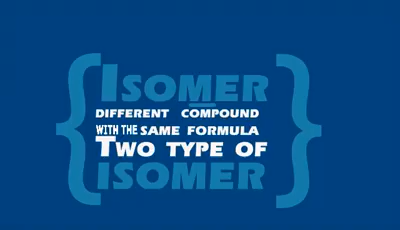 Isomer
different compound
with the same formula
Two type of
isomer